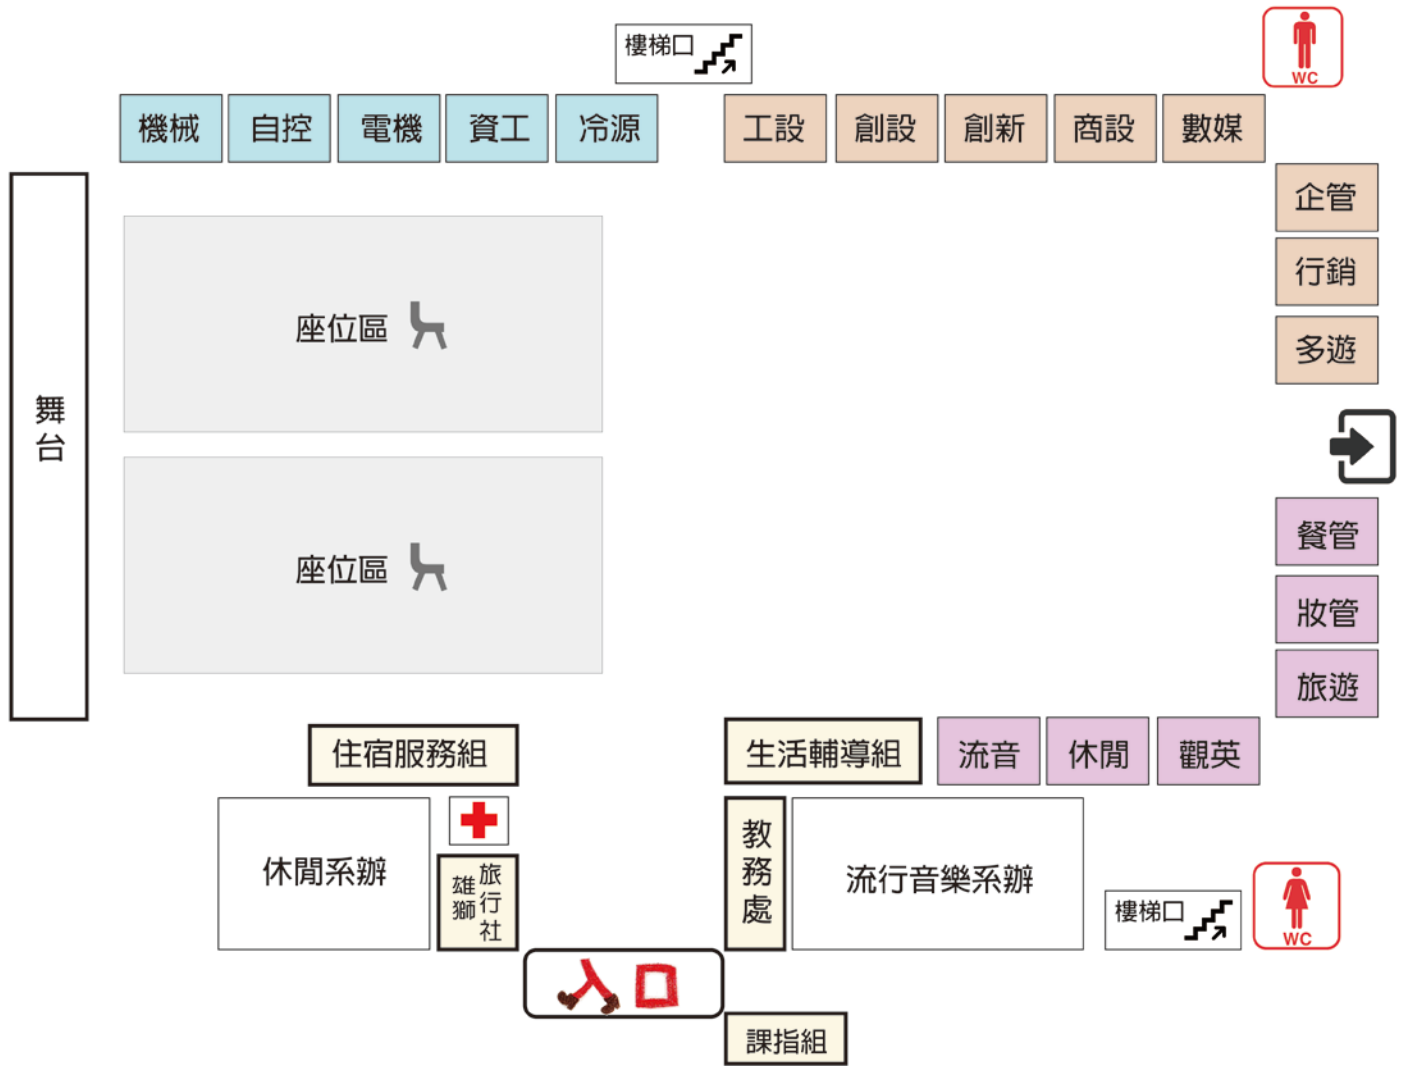 樓梯口
WC
機械
自控
電機
資工
冷源
工設
創設
創新
商設
數媒
企管
行銷
多遊
舞台
座位區
座位區
餐管
妝管
旅遊
住宿服務組
生活輔導組
流音
休閒
觀英
休閒系辦
雄獅
旅行社
教務處
流行音樂系辦
樓梯口
WC
入口
課指組